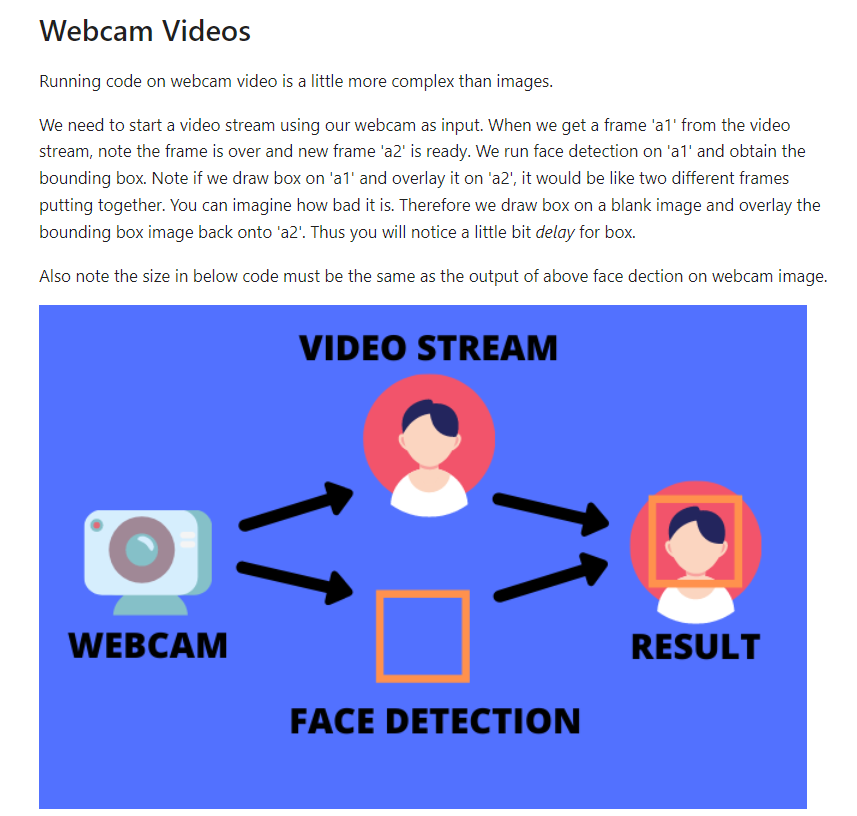 Webcam Videos
Running code on webcam video is a little more complex than images.
We need to start a video stream using our webcam as input. When we get a frame 'a1' from the video
stream, note the frame is over and new frame 'a2' is ready. We run face detection on 'a1' and obtain the
bounding box. Note if we draw box on 'a1' and overlay it on 'a2', it would be like two different frames
putting together. You can imagine how bad it is. Therefore we draw box on a blank image and overlay the
bounding box image back onto 'a2'. Thus you will notice a little bit delay for box.
Also note the size in below code must be the same as the output of above face dection on webcam image.
VIDEO STREAM
WEBCAM
RESULT
FACE DETECTION